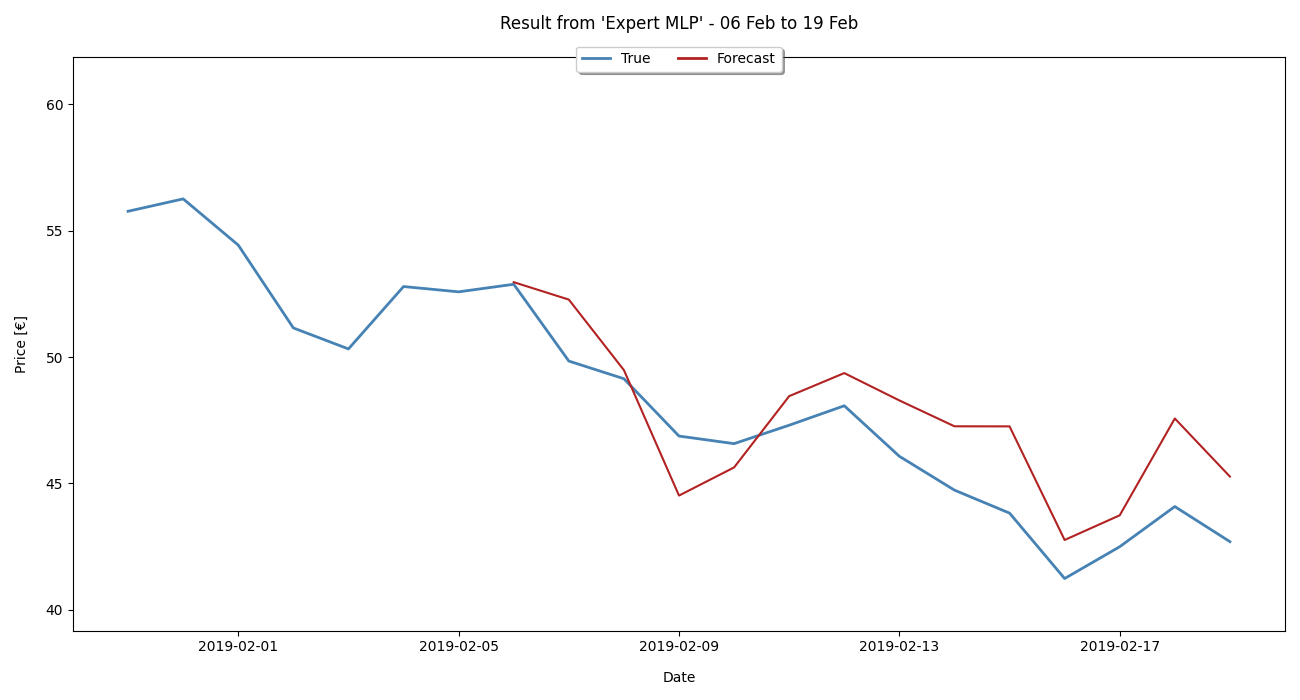 Result from 'Expert MLP' - 06 Feb to 19 Feb
True Forecast
60
55
50
45
40
Price [€]
2019-02-01 2019-02-05 2019-02-09 2019-02-13 2019-02-17
Date